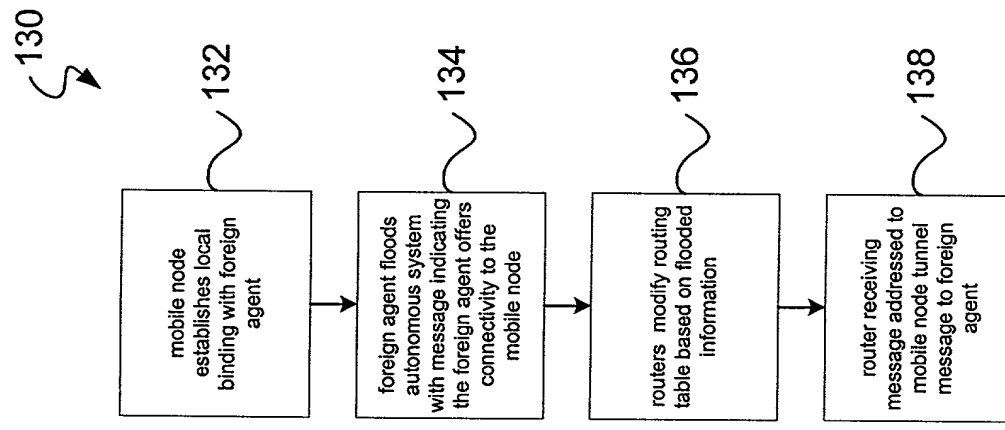 130
mobile node
establishes local
binding with foreign
agent
132
foreign agent floods
autonomous system
with message indicating
the foreign agent offers
connectivity to the
mobile node
134
routers modify routing
table based on flooded
information
136
router receiving
message addressed to
mobile node tunnel
message to foreign
agent
138